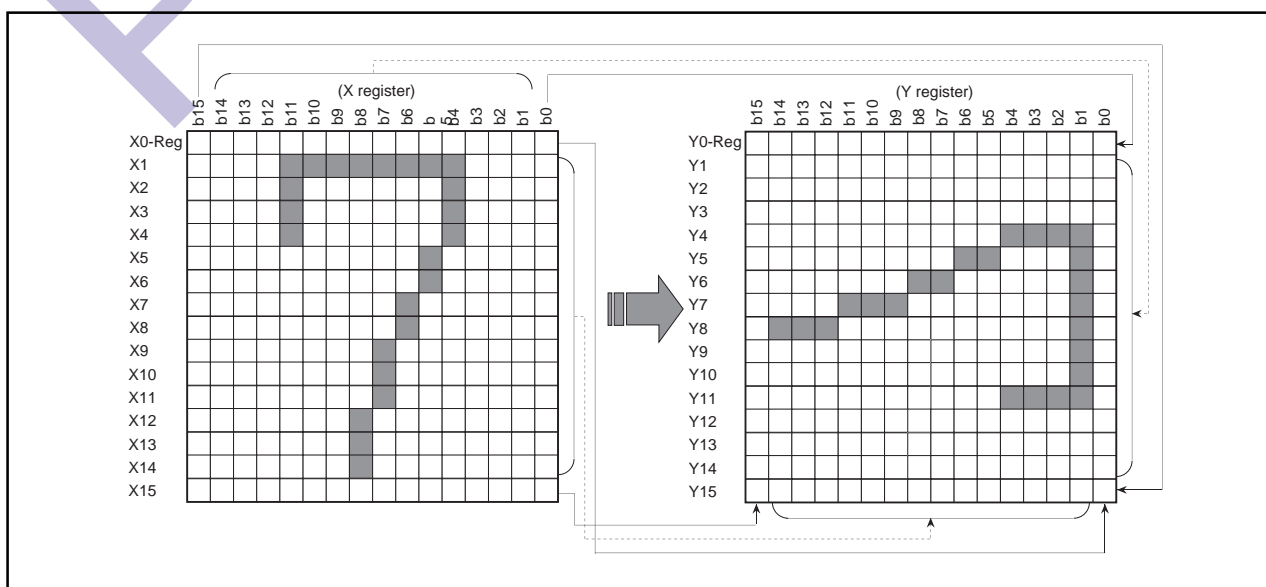 (X register)
b15 b14 b13 b12 b11 b10 b9 b8 b7 b6 b 5 b4 b3 b2 b1 b0
X0-Reg
X1
X2
X3
X4
X5
X6
X7
X8
X9
X10
X11
X12
X13
X14
X15
(Y register)
b15 b14 b13 b12 b11 b10 b9 b8 b7 b6 b5 b4 b3 b2 b1 b0
Y0-Reg
Y1
Y2
Y3
Y4
Y5
Y6
Y7
Y8
Y9
Y10
Y11
Y12
Y13
Y14
Y15